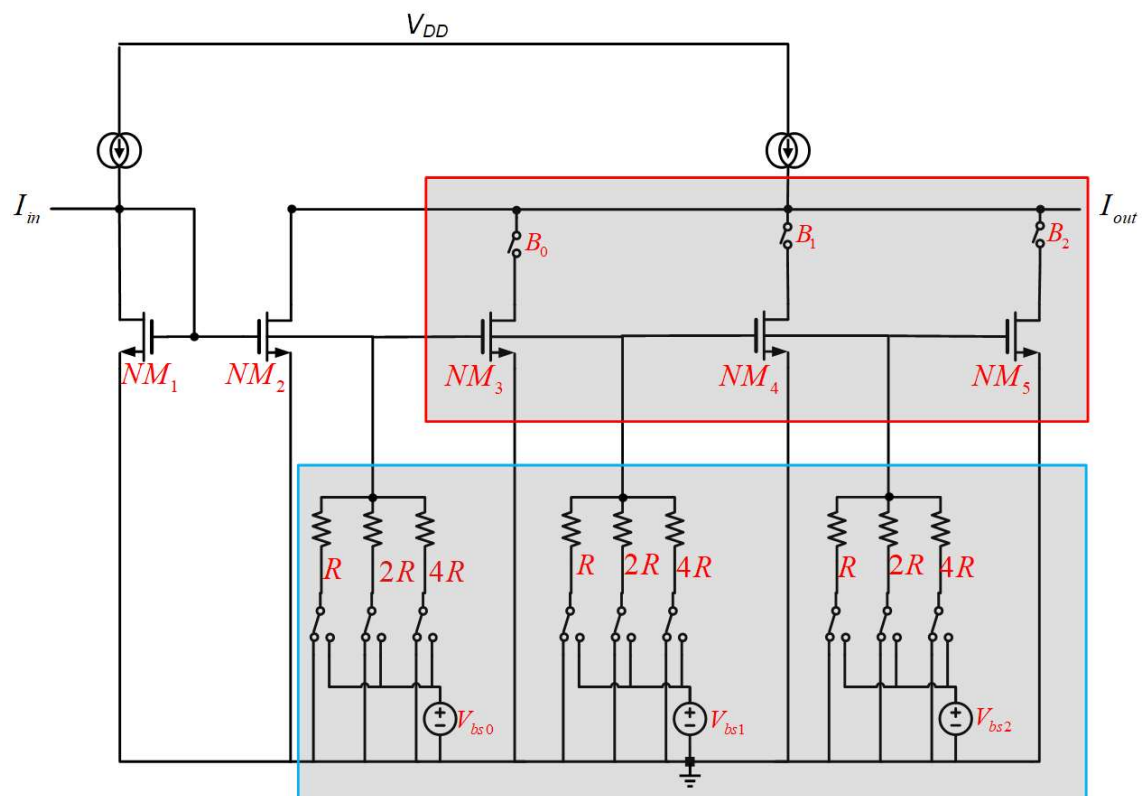 V_DD
I_in
I_out
B_0
B_1
B_2
NM_1
NM_2
NM_3
NM_4
NM_5
R
2R
4R
R
2R
4R
R
2R
4R
V_bs0
V_bs1
V_bs2